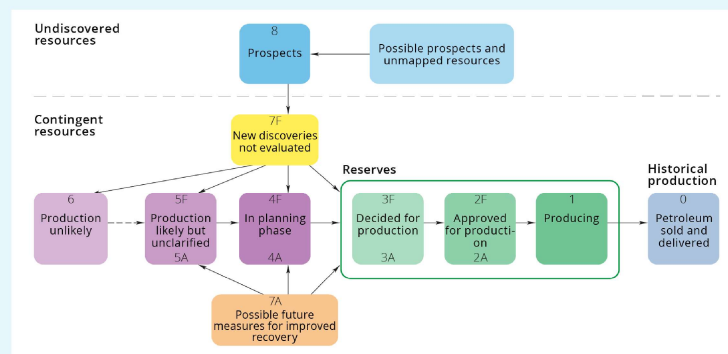 Undiscovered
resources
8
Prospects
Possible prospects and
unmapped resources
Contingent
resources
7F
New discoveries
not evaluated
Reserves
Historical
production
6
Production
unlikely
5F
Production
likely but
unclarified
5A
4F
In planning
phase
4A
3F
Decided for
production
3A
2F
Approved
for producti-
on
2A
1
Producing
0
Petroleum
sold and
delivered
7A
Possible future
measures for improved
recovery